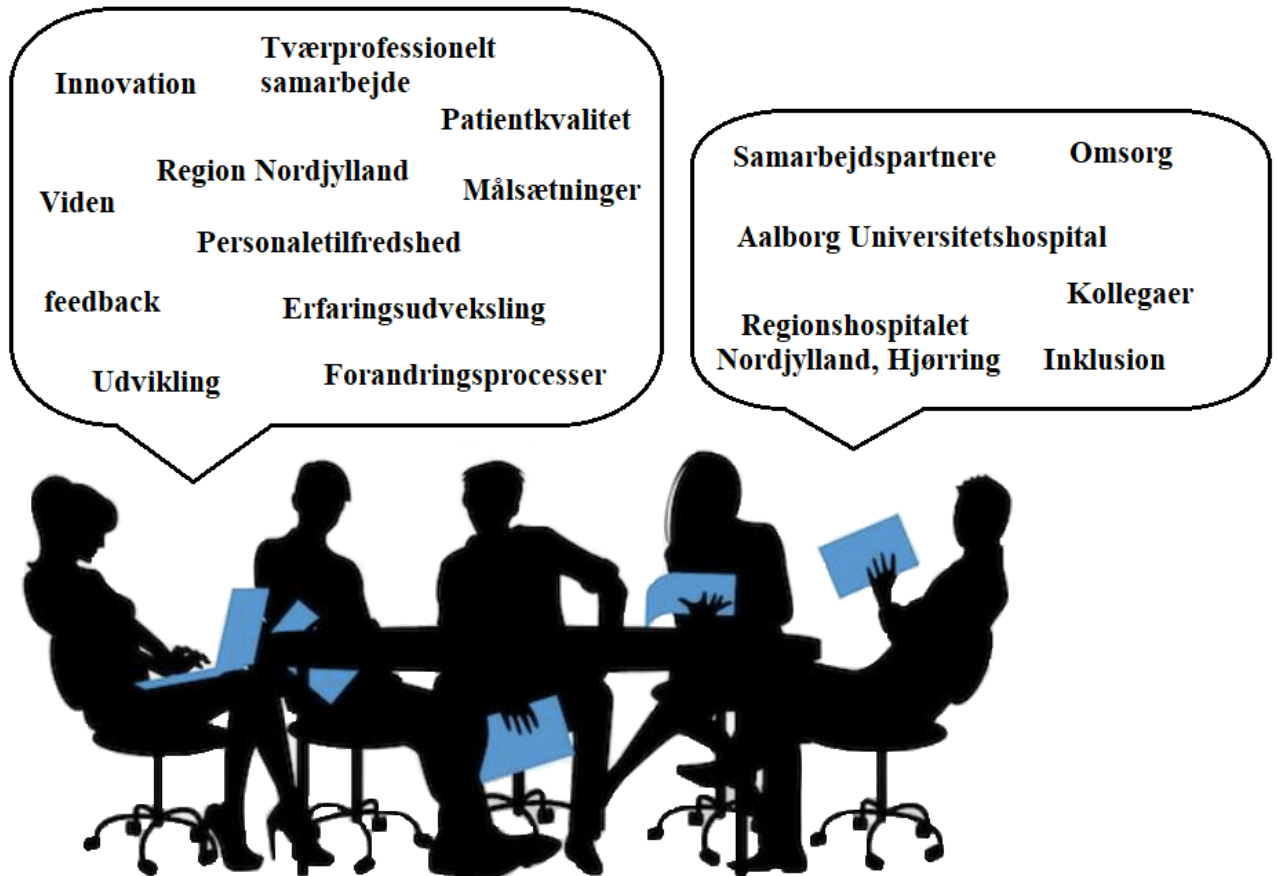 Tværprofessionelt
samarbejde
Innovation
Patientkvalitet
Region Nordjylland
Målsætninger
Viden
Personaletilfredshed
feedback
Erfaringsudveksling
Udvikling
Forandringsprocesser
Samarbejdspartnere
Omsorg
Aalborg Universitetshospital
Kollegaer
Regionshospitalet
Nordjylland, Hjørring
Inklusion